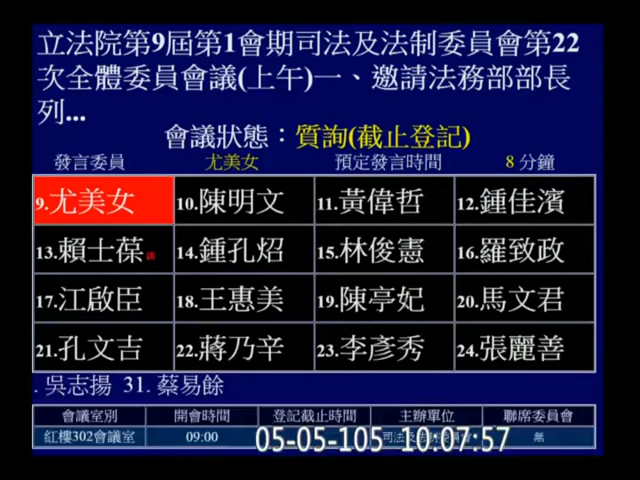 立法院第9屆第1會期司法及法制委員會第22
次全體委員會議(上午)一、邀請法務部部長
列...
會議狀態：質詢(截止登記)
發言委員 尤美女 預定發言時間 8 分鐘
9.尤美女 10.陳明文 11.黃偉哲 12.鍾佳濱
13.賴士葆 14.鍾孔炤 15.林俊憲 16.羅致政
17.江啟臣 18.王惠美 19.陳亭妃 20.馬文君
21.孔文吉 22.蔣乃辛 23.李彥秀 24.張麗善
. 吳志揚 31. 蔡易餘
會議室別 開會時間 登記截止時間 主辦單位 聯席委員會
紅樓302會議室 09:00 司法及法制委員會 無
05-05-105 10:07:57